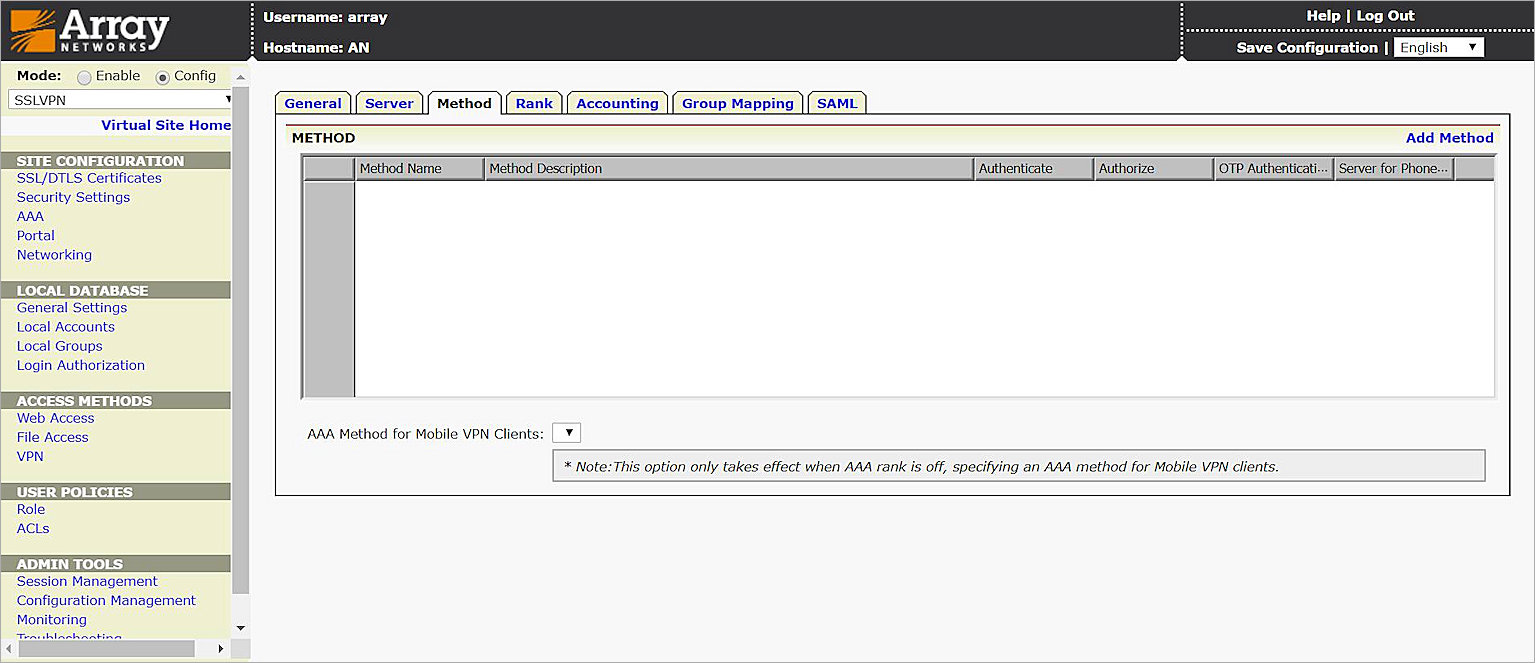 Array
NETWORKS
Username: array
Hostname: AN
Help | Log Out
Save Configuration | English
Mode: Enable Config
SSLVPN
Virtual Site Home
SITE CONFIGURATION
SSL/DTLS Certificates
Security Settings
AAA
Portal
Networking
LOCAL DATABASE
General Settings
Local Accounts
Local Groups
Login Authorization
ACCESS METHODS
Web Access
File Access
VPN
USER POLICIES
Role
ACLs
ADMIN TOOLS
Session Management
Configuration Management
Monitoring
Troubleshooting
General Server Method Rank Accounting Group Mapping SAML
METHOD Add Method
Method Name Method Description Authenticate Authorize OTP Authenticati... Server for Phone...
AAA Method for Mobile VPN Clients:
* Note:This option only takes effect when AAA rank is off, specifying an AAA method for Mobile VPN clients.